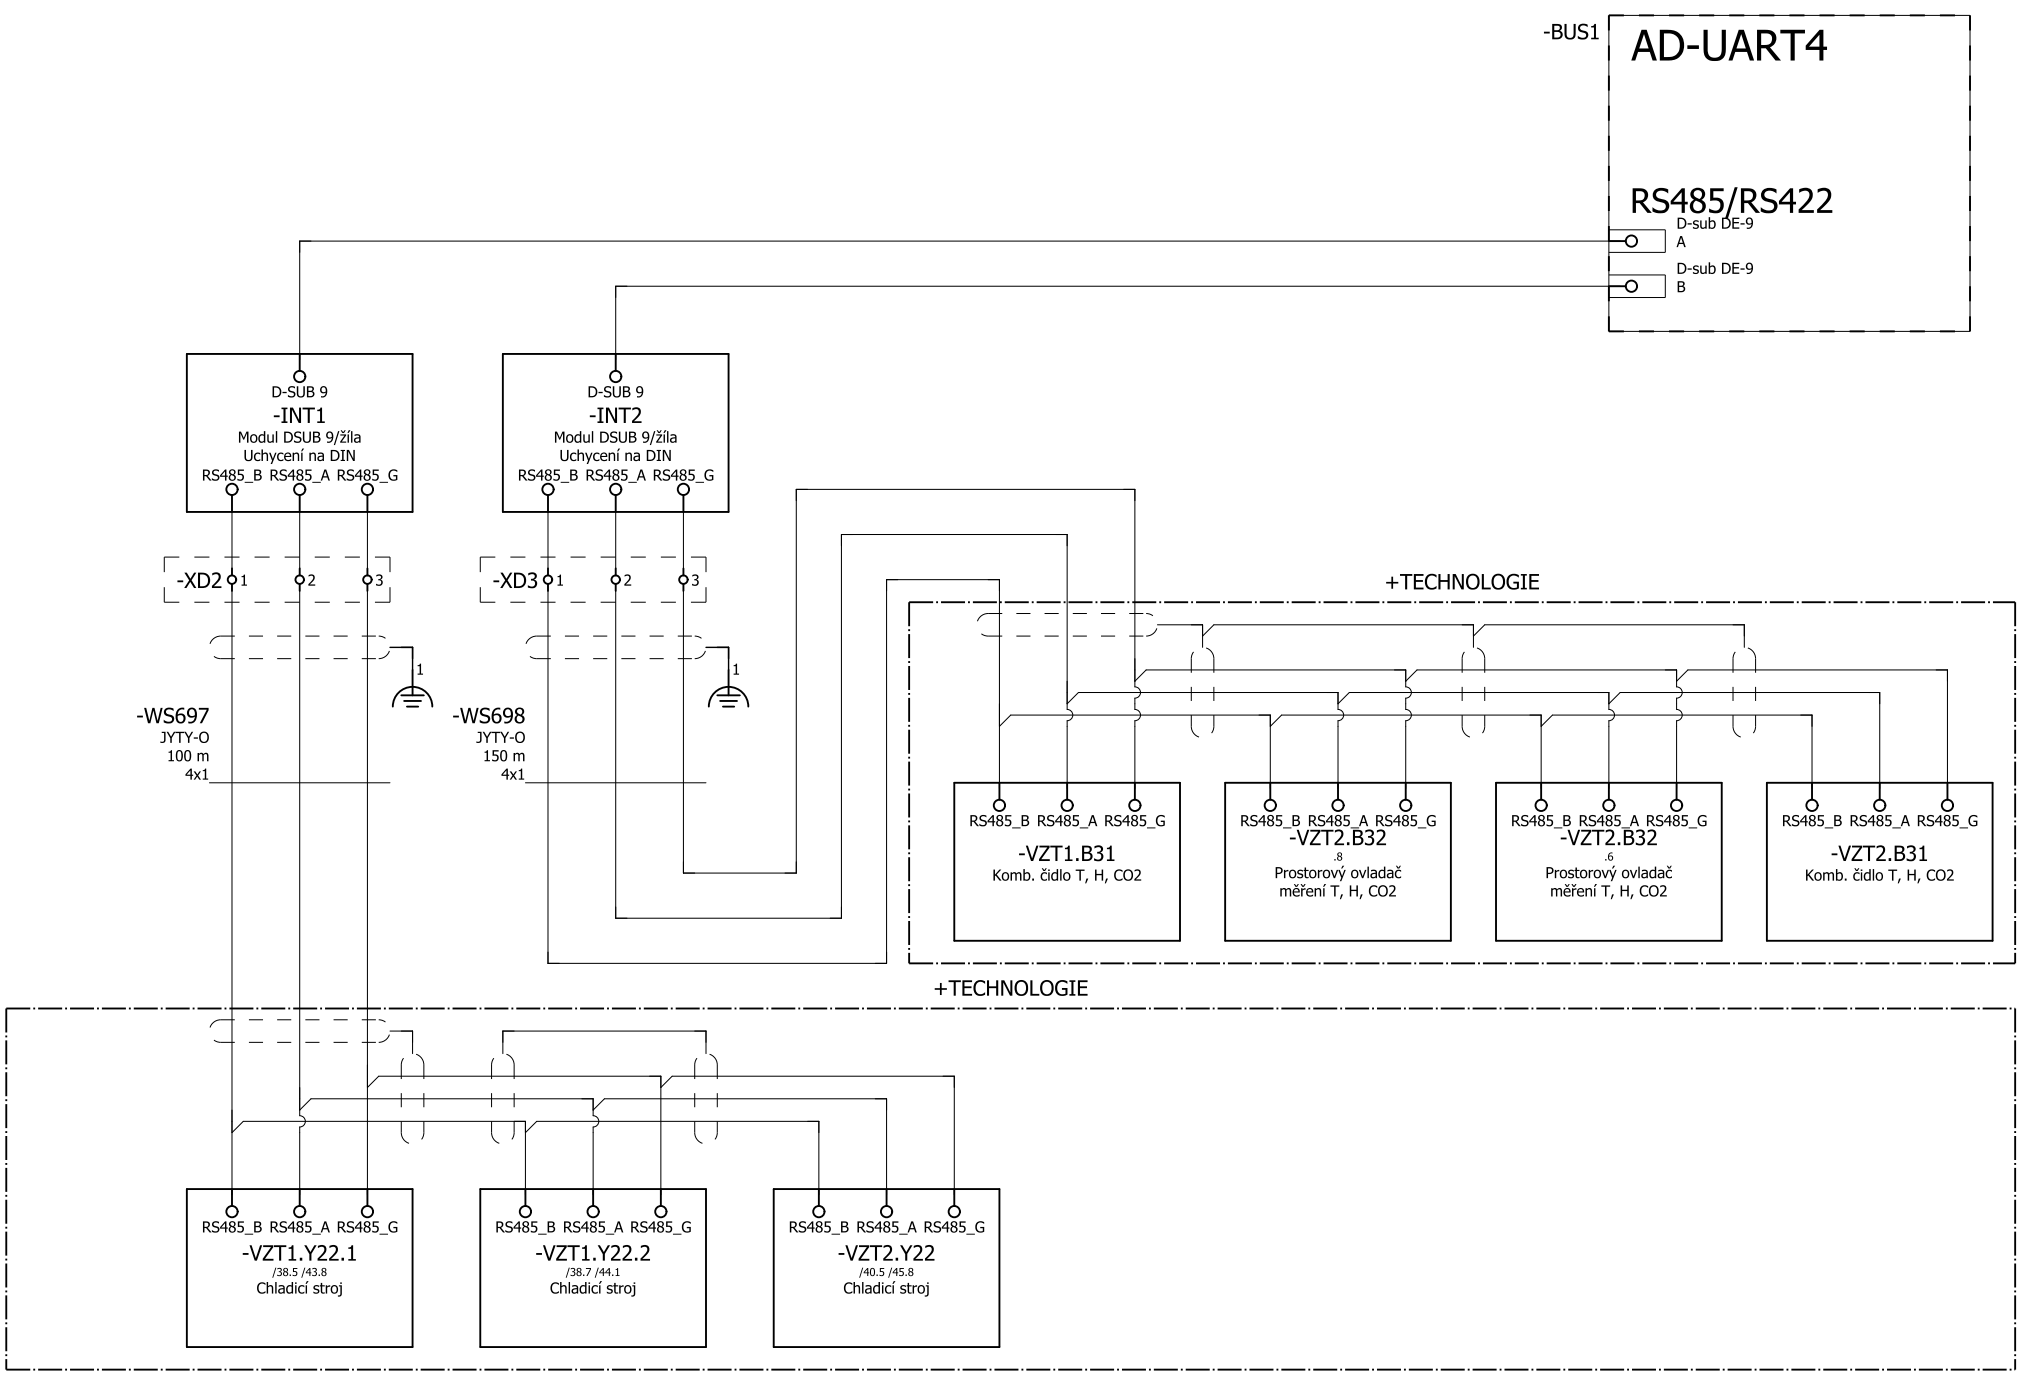 -BUS1
AD-UART4
RS485/RS422
D-sub DE-9
A
D-sub DE-9
B
D-SUB 9
-INT1
Modul DSUB 9/žíla
Uchycení na DIN
RS485_B RS485_A RS485_G
D-SUB 9
-INT2
Modul DSUB 9/žíla
Uchycení na DIN
RS485_B RS485_A RS485_G
-XD2 1 2 3
-XD3 1 2 3
+TECHNOLOGIE
1
1
-WS697
JYTY-O
100 m
4x1
-WS698
JYTY-O
150 m
4x1
RS485_B RS485_A RS485_G
-VZT1.B31
Komb. čidlo T, H, CO2
RS485_B RS485_A RS485_G
-VZT2.B32
.8
Prostorový ovladač
měření T, H, CO2
RS485_B RS485_A RS485_G
-VZT2.B32
.6
Prostorový ovladač
měření T, H, CO2
RS485_B RS485_A RS485_G
-VZT2.B31
Komb. čidlo T, H, CO2
+TECHNOLOGIE
RS485_B RS485_A RS485_G
-VZT1.Y22.1
/38.5 /43.8
Chladicí stroj
RS485_B RS485_A RS485_G
-VZT1.Y22.2
/38.7 /44.1
Chladicí stroj
RS485_B RS485_A RS485_G
-VZT2.Y22
/40.5 /45.8
Chladicí stroj